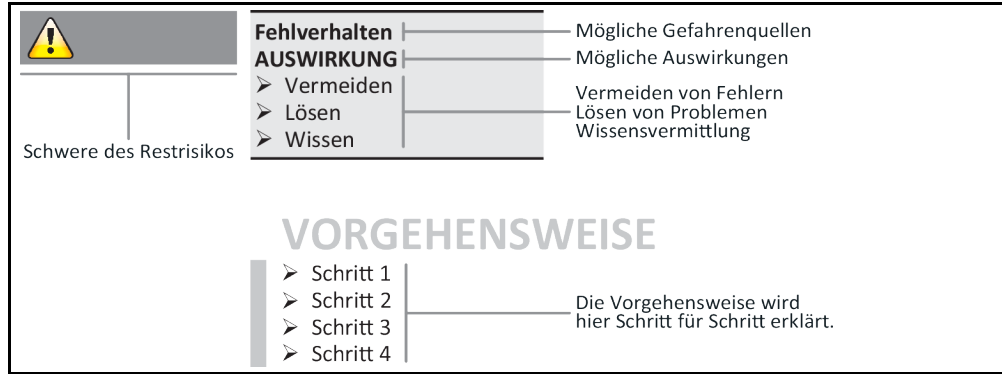 Fehlverhalten
Mögliche Gefahrenquellen
AUSWIRKUNG
Mögliche Auswirkungen
➢ Vermeiden
➢ Lösen
➢ Wissen
Vermeiden von Fehlern
Lösen von Problemen
Wissensvermittlung
Schwere des Restrisikos
VORGEHENSWEISE
➢ Schritt 1
➢ Schritt 2
➢ Schritt 3
➢ Schritt 4
Die Vorgehensweise wird
hier Schritt für Schritt erklärt.